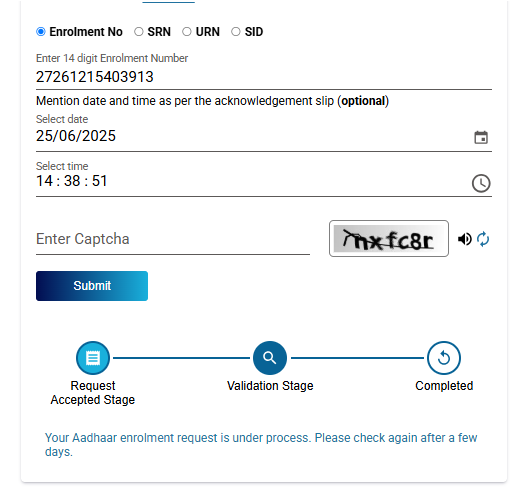 Enrolment No SRN URN SID
Enter 14 digit Enrolment Number
27261215403913
Mention date and time as per the acknowledgement slip (optional)
Select date
25/06/2025
Select time
14 : 38 : 51
Enter Captcha
Submit
Request
Accepted Stage
Validation Stage
Completed
Your Aadhaar enrolment request is under process. Please check again after a few
days.